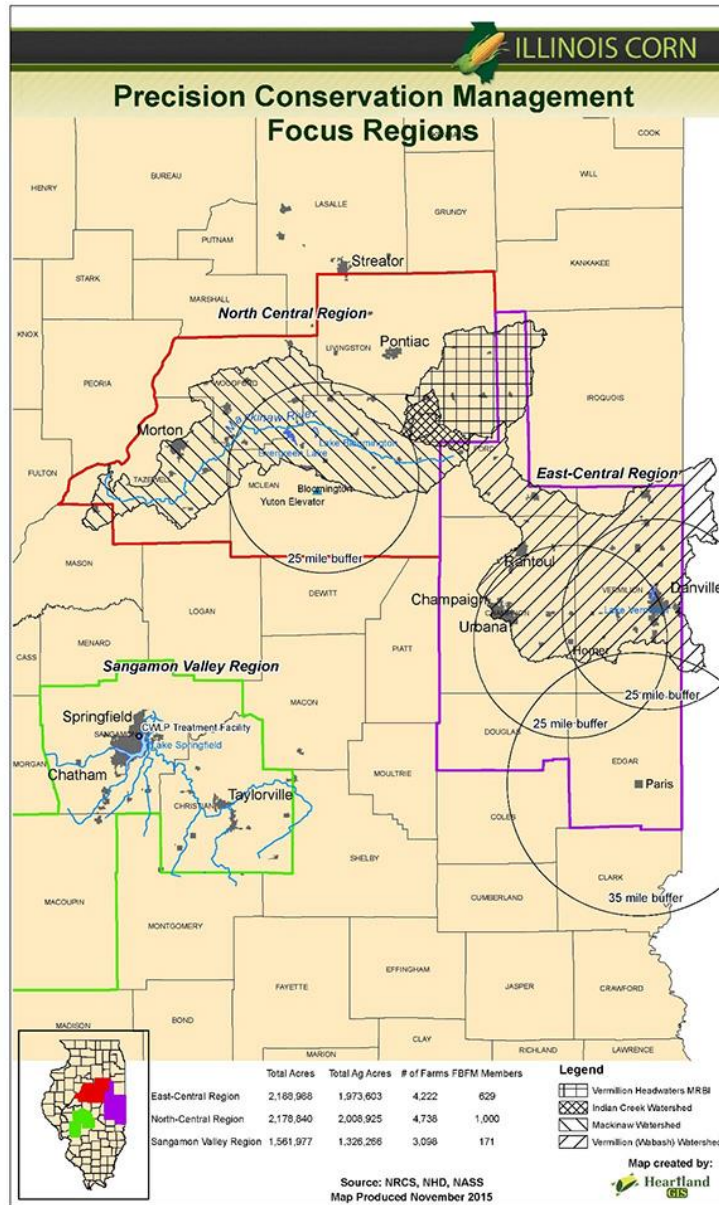 ILLINOIS CORN
Precision Conservation Management
Focus Regions
COOK
HENRY
BUREAU
WILL
LASALLE
GRUNDY
PUTNAM
KANKAKEE
Streator
STARK
MARSHALL
North Central Region
KNOX
LIVINGSTON
Pontiac
PEORIA
IROQUOIS
WOODFORD
Mackinaw River
Morton
Lake Bloomington
Evergreen Lake
FORD
East-Central Region
FULTON
TAZEWELL
MCLEAN
Bloomington
Yuton Elevator
25 mile buffer
MASON
Rantoul
DEWITT
VERMILION
Danville
LOGAN
Champaign
CHAMPAIGN
Lake Vermilion
Urbana
MENARD
PIATT
Homer
CASS
Sangamon Valley Region
25 mile buffer
MACON
Springfield
25 mile buffer
SANGAMON
CWLP Treatment Facility
DOUGLAS
Lake Springfield
MORGAN
EDGAR
Chatham
MOULTRIE
Paris
Taylorville
CHRISTIAN
COLES
SHELBY
CLARK
MACOUPIN
CUMBERLAND
35 mile buffer
MONTGOMERY
EFFINGHAM
FAYETTE
JASPER
CRAWFORD
BOND
MADISON
CLAY
RICHLAND
LAWRENCE
MARION
Total Acres Total Ag Acres # of Farms FBFM Members
East-Central Region 2,168,968 1,973,603 4,222 629
North-Central Region 2,178,840 2,008,925 4,738 1,000
Sangamon Valley Region 1,561,977 1,326,266 3,098 171
Legend
Vermillion Headwaters MRBI
Indian Creek Watershed
Mackinaw Watershed
Vermillion (Wabash) Watershed
Map created by:
Heartland
GIS
Source: NRCS, NHD, NASS
Map Produced November 2015